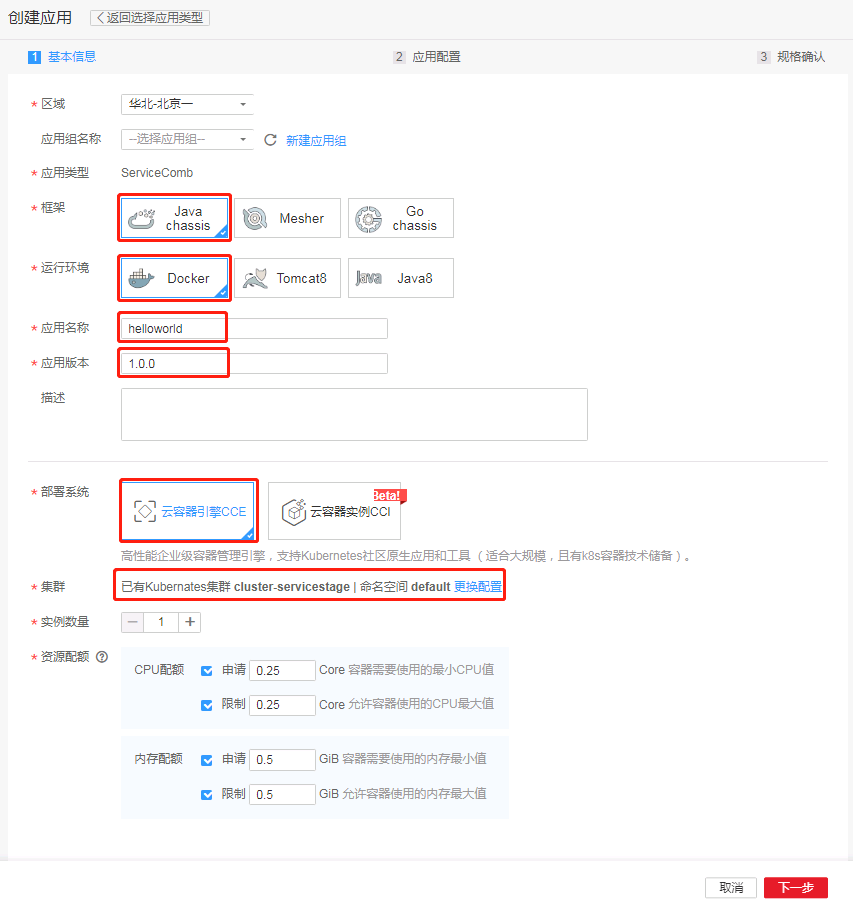 创建应用 返回选择应用类型
1 基本信息 2 应用配置 3 规格确认
* 区域 华北-北京一
应用组名称 --选择应用组-- 新建应用组
* 应用类型 ServiceComb
* 框架 Java chassis Mesher Go chassis
* 运行环境 Docker Tomcat8 Java Java8
* 应用名称 helloworld
* 应用版本 1.0.0
描述
* 部署系统 云容器引擎CCE 云容器实例CCI Beta!
高性能企业级容器管理引擎，支持Kubernetes社区原生应用和工具（适合大规模，且有k8s容器技术储备）。
* 集群 已有Kubernates集群 cluster-servicestage | 命名空间 default 更换配置
* 实例数量 − 1 +
* 资源配额 ?
CPU配额 申请 0.25 Core 容器需要使用的最小CPU值
限制 0.25 Core 允许容器使用的CPU最大值
内存配额 申请 0.5 GiB 容器需要使用的内存最小值
限制 0.5 GiB 允许容器使用的内存最大值
取消 下一步